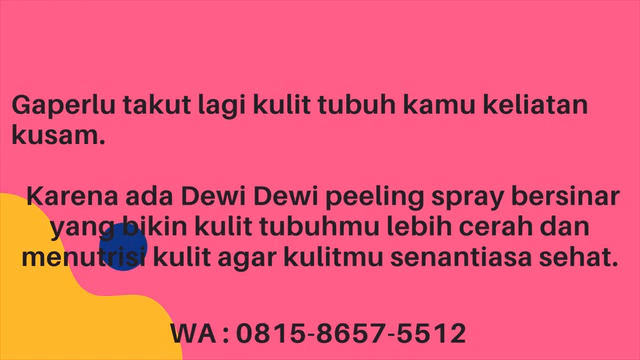 Gaperlu takut lagi kulit tubuh kamu keliatan
kusam.
Karena ada Dewi Dewi peeling spray bersinar
yang bikin kulit tubuhmu lebih cerah dan
menutrisi kulit agar kulitmu senantiasa sehat.
WA : 0815-8657-5512